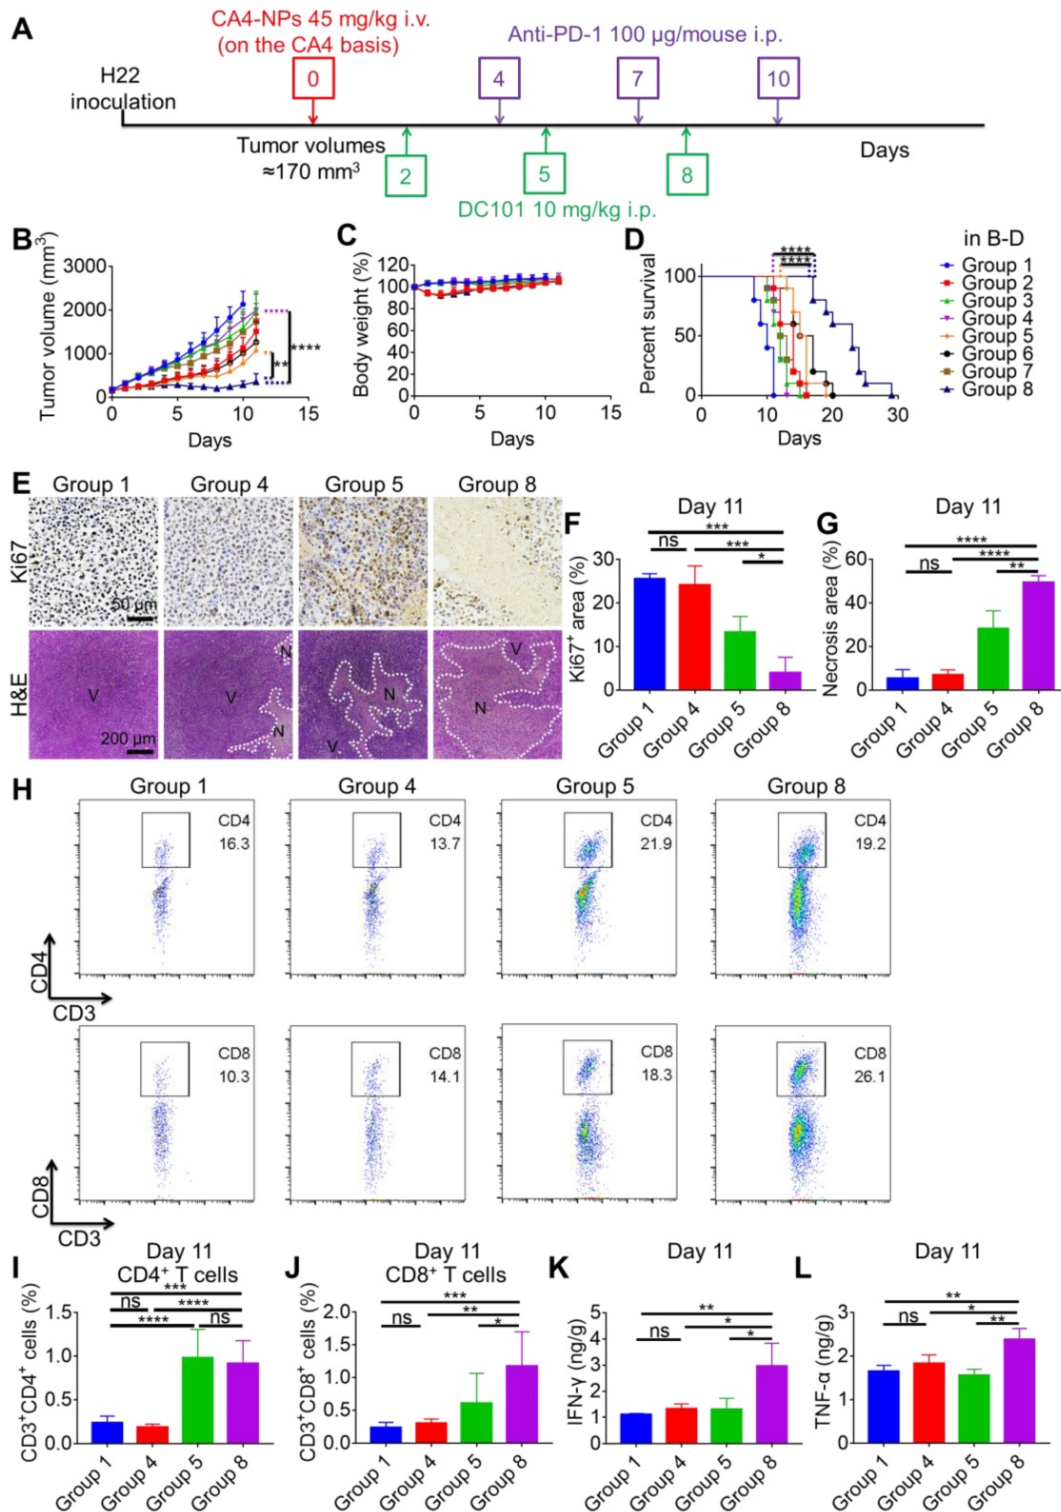 A
CA4-NPs 45 mg/kg i.v.
(on the CA4 basis)
Anti-PD-1 100 μg/mouse i.p.
H22
inoculation
0
4
7
10
Tumor volumes
≈170 mm³
2
5
8
Days
DC101 10 mg/kg i.p.
B
Tumor volume (mm³)
3000
2000
1000
0
0
5
10
15
Days
****
**
C
Body weight (%)
120
100
80
60
40
20
0
0
5
10
15
Days
D
Percent survival
100
50
0
0
10
20
30
Days
****
****
in B-D
Group 1
Group 2
Group 3
Group 4
Group 5
Group 6
Group 7
Group 8
E
Group 1
Group 4
Group 5
Group 8
Ki67
50 μm
H&E
V
200 μm
V
N
N
N
V
V
N
F
Day 11
***
ns
***
*
Ki67⁺ area (%)
30
20
10
0
Group 1
Group 4
Group 5
Group 8
G
Day 11
****
ns
****
**
Necrosis area (%)
60
40
20
0
Group 1
Group 4
Group 5
Group 8
H
Group 1
Group 4
Group 5
Group 8
CD4
16.3
CD4
13.7
CD4
21.9
CD4
19.2
CD4
CD3
CD8
10.3
CD8
14.1
CD8
18.3
CD8
26.1
CD8
CD3
I
Day 11
CD4⁺ T cells
***
ns
****
****
ns
CD3⁺CD4⁺ cells (%)
1.5
1.0
0.5
0.0
Group 1
Group 4
Group 5
Group 8
J
Day 11
CD8⁺ T cells
***
ns
**
*
CD3⁺CD8⁺ cells (%)
2.0
1.5
1.0
0.5
0.0
Group 1
Group 4
Group 5
Group 8
K
Day 11
**
ns
*
*
IFN-γ (ng/g)
5
4
3
2
1
0
Group 1
Group 4
Group 5
Group 8
L
Day 11
**
ns
*
**
TNF-α (ng/g)
3
2
1
0
Group 1
Group 4
Group 5
Group 8